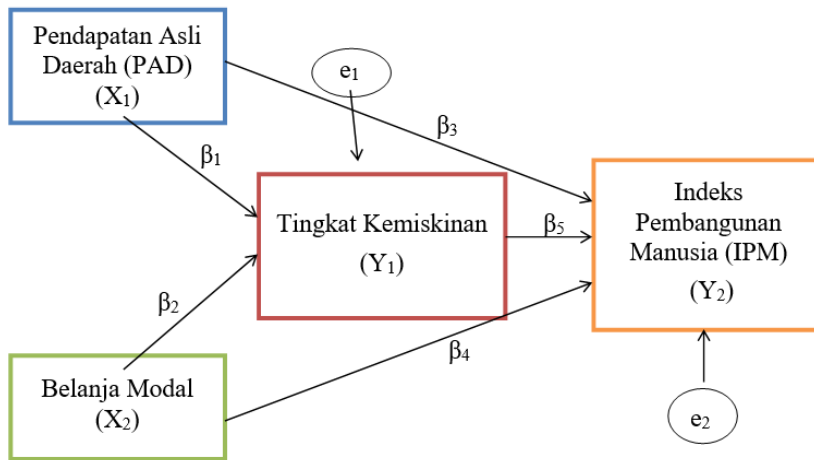 Pendapatan Asli
Daerah (PAD)
(X₁)
e₁
β₃
β₁
Tingkat Kemiskinan
(Y₁)
β₅
Indeks
Pembangunan
Manusia (IPM)
(Y₂)
β₂
β₄
Belanja Modal
(X₂)
e₂